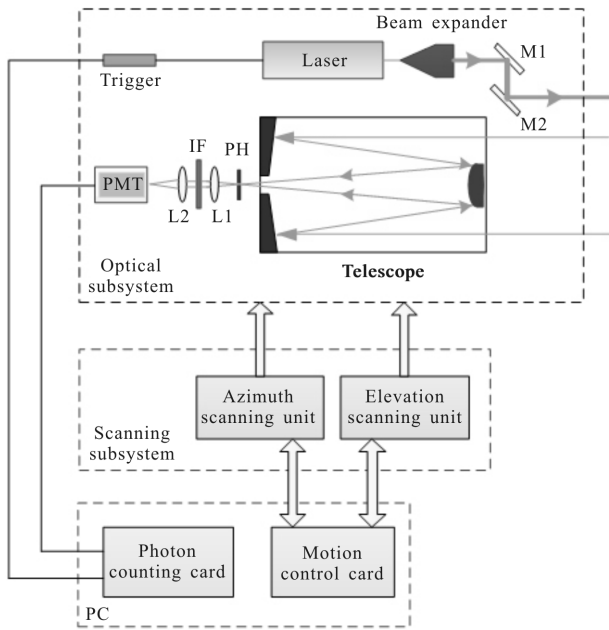 Beam expander
Laser
M1
Trigger
M2
IF
PH
PMT
L2
L1
Telescope
Optical
subsystem
Azimuth
scanning unit
Elevation
scanning unit
Scanning
subsystem
Photon
counting card
Motion
control card
PC